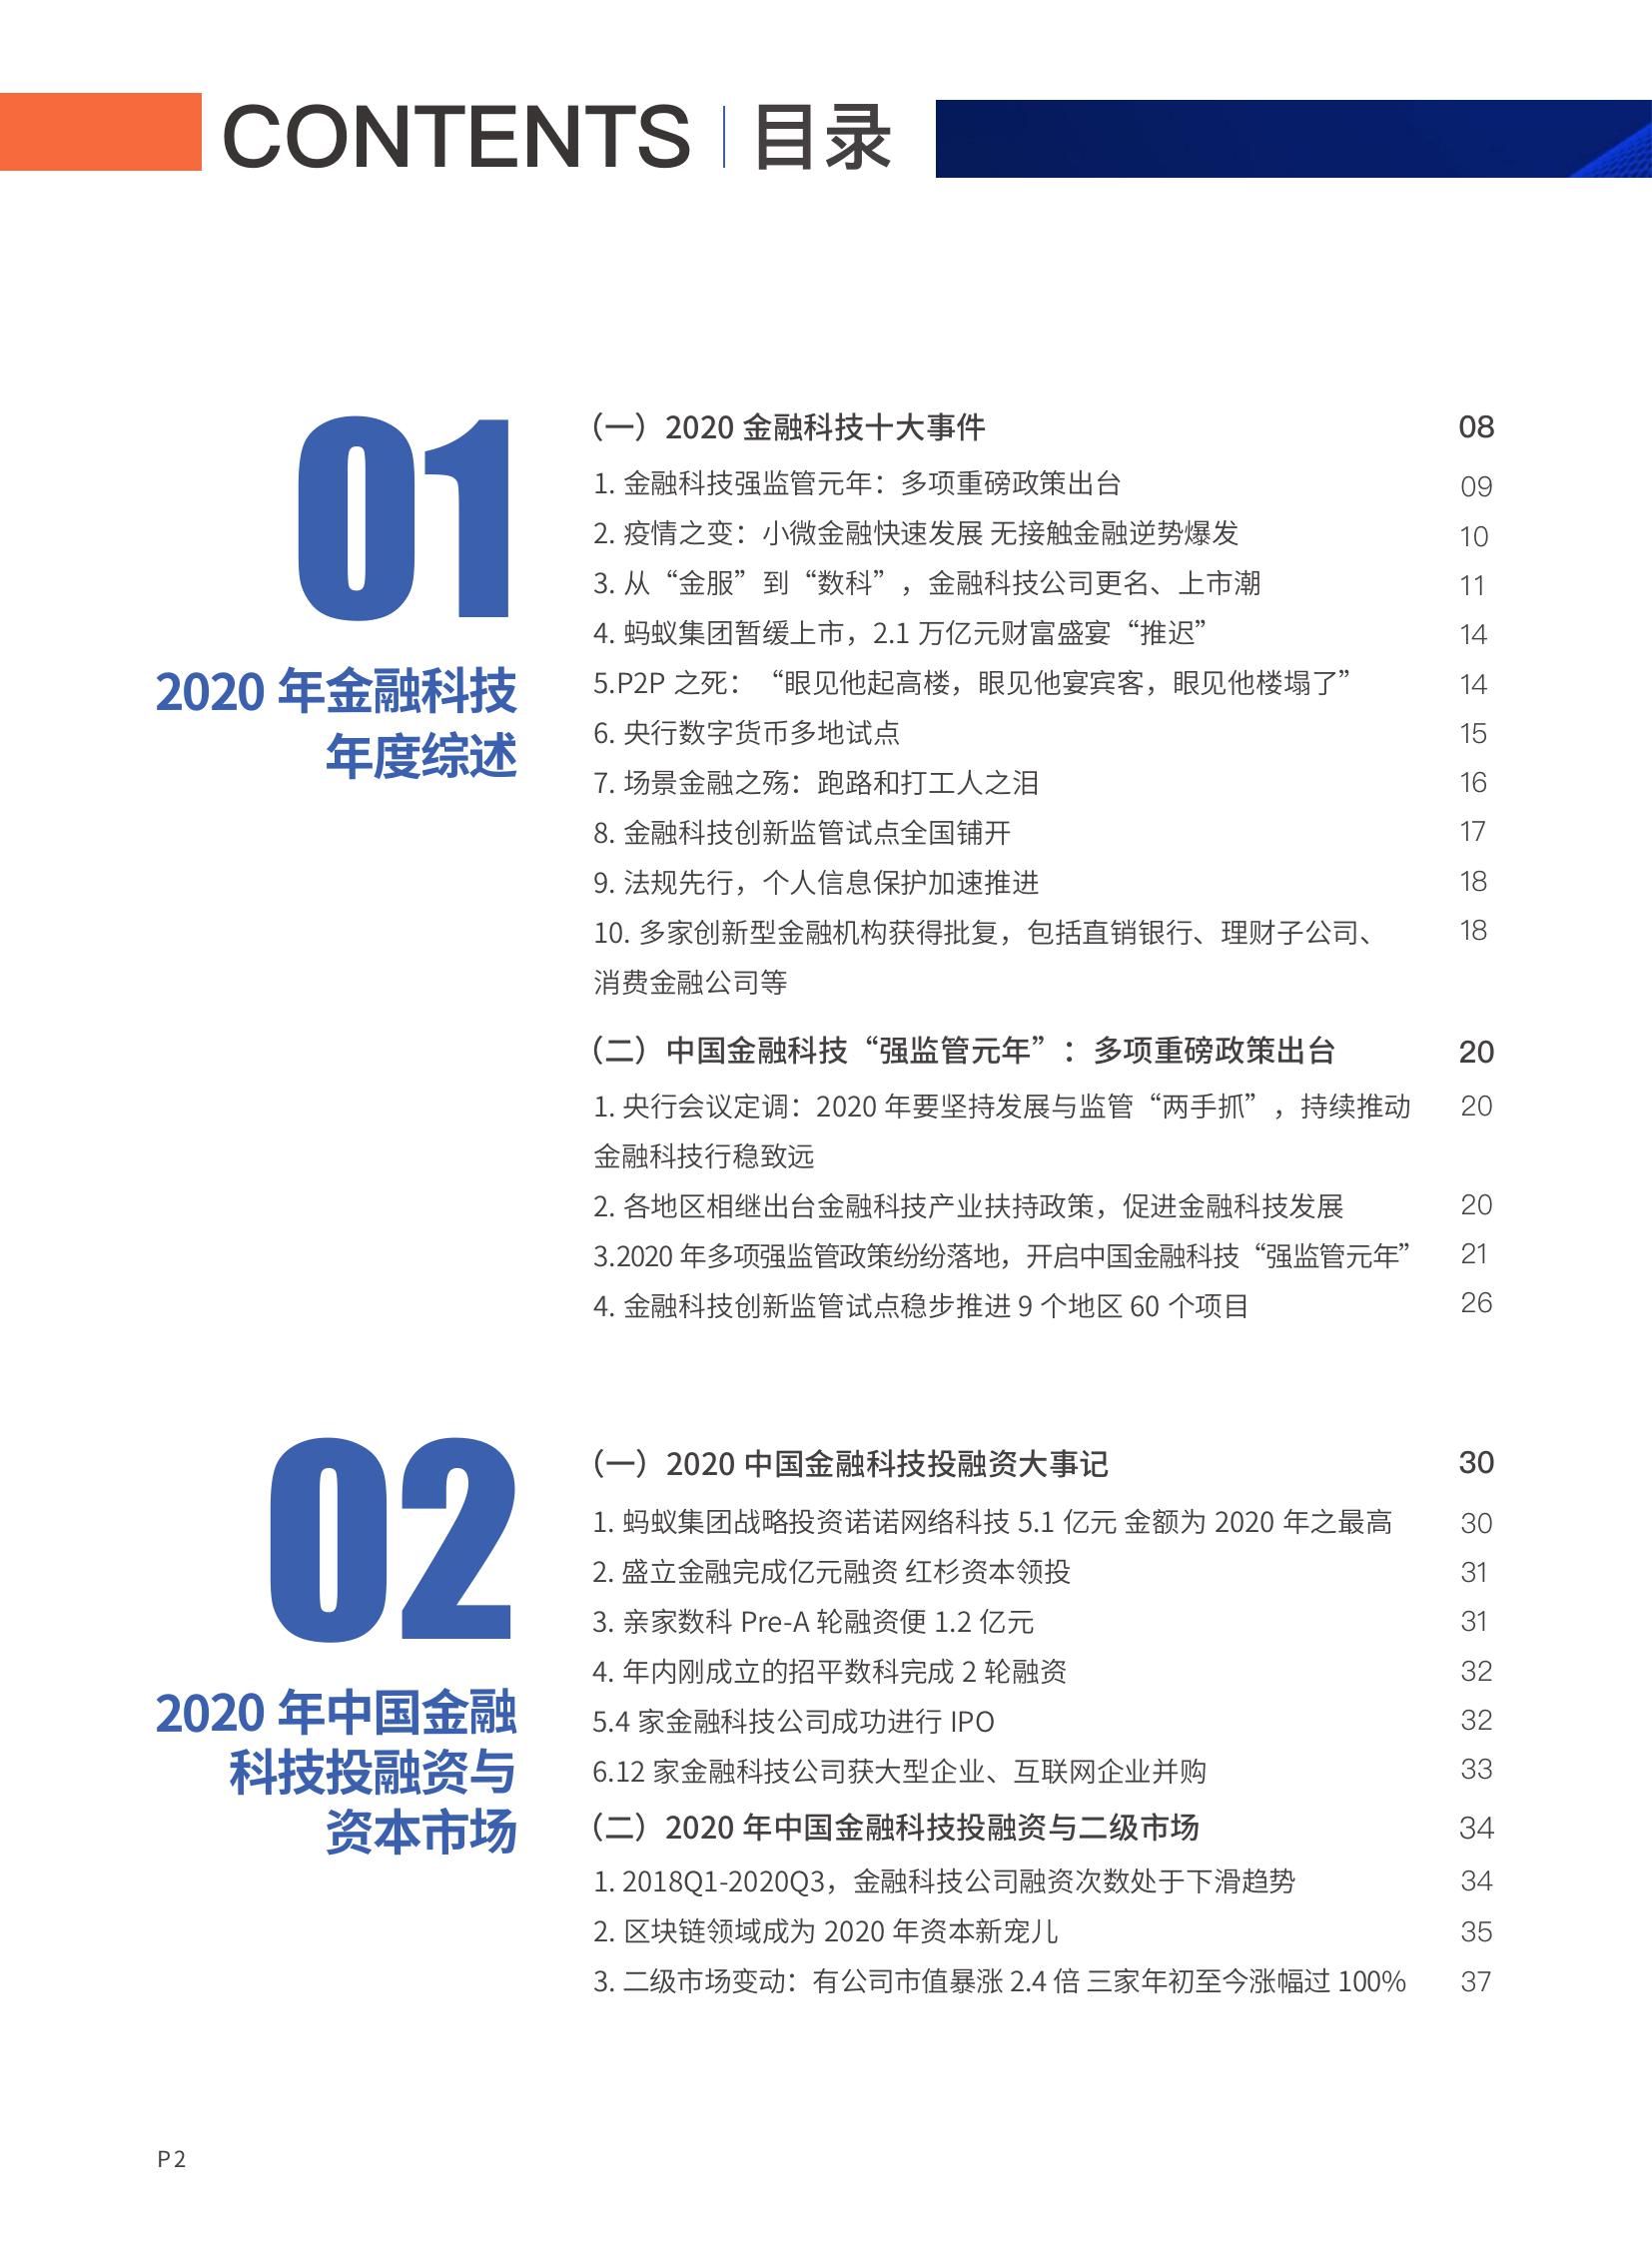 CONTENTS | 目录
01
2020 年金融科技
年度综述
（一）2020 金融科技十大事件 08
1. 金融科技强监管元年：多项重磅政策出台 09
2. 疫情之变：小微金融快速发展 无接触金融逆势爆发 10
3. 从“金服”到“数科”，金融科技公司更名、上市潮 11
4. 蚂蚁集团暂缓上市，2.1 万亿元财富盛宴“推迟” 14
5.P2P 之死：“眼见他起高楼，眼见他宴宾客，眼见他楼塌了” 14
6. 央行数字货币多地试点 15
7. 场景金融之殇：跑路和打工人之泪 16
8. 金融科技创新监管试点全国铺开 17
9. 法规先行，个人信息保护加速推进 18
10. 多家创新型金融机构获得批复，包括直销银行、理财子公司、 18
消费金融公司等
（二）中国金融科技“强监管元年”：多项重磅政策出台 20
1. 央行会议定调：2020 年要坚持发展与监管“两手抓”，持续推动 20
金融科技行稳致远
2. 各地区相继出台金融科技产业扶持政策，促进金融科技发展 20
3.2020 年多项强监管政策纷纷落地，开启中国金融科技“强监管元年” 21
4. 金融科技创新监管试点稳步推进 9 个地区 60 个项目 26
02
2020 年中国金融
科技投融资与
资本市场
（一）2020 中国金融科技投融资大事记 30
1. 蚂蚁集团战略投资诺诺网络科技 5.1 亿元 金额为 2020 年之最高 30
2. 盛立金融完成亿元融资 红杉资本领投 31
3. 亲家数科 Pre-A 轮融资便 1.2 亿元 31
4. 年内刚成立的招平数科完成 2 轮融资 32
5.4 家金融科技公司成功进行 IPO 32
6.12 家金融科技公司获大型企业、互联网企业并购 33
（二）2020 年中国金融科技投融资与二级市场 34
1. 2018Q1-2020Q3，金融科技公司融资次数处于下滑趋势 34
2. 区块链领域成为 2020 年资本新宠儿 35
3. 二级市场变动：有公司市值暴涨 2.4 倍 三家年初至今涨幅过 100% 37
P2